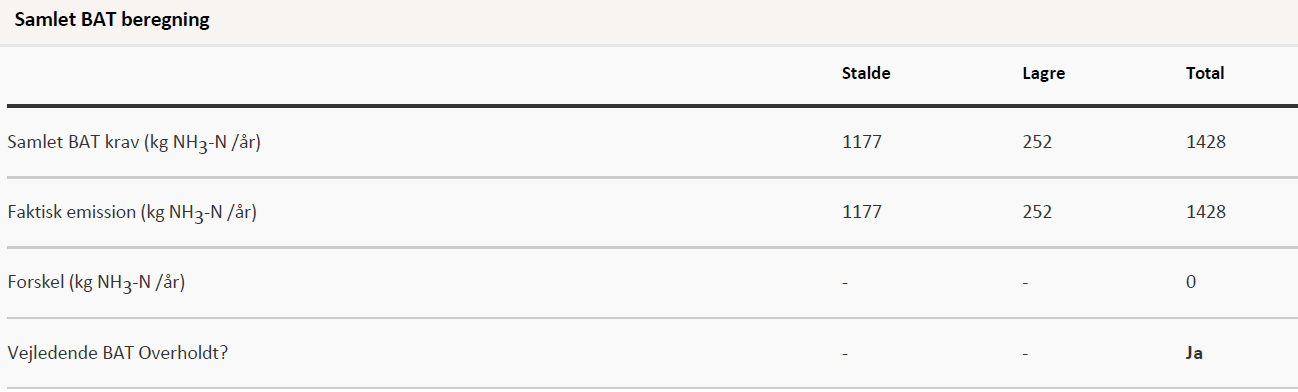 Samlet BAT beregning
Stalde Lagre Total
Samlet BAT krav (kg NH3-N /år) 1177 252 1428
Faktisk emission (kg NH3-N /år) 1177 252 1428
Forskel (kg NH3-N /år) - - 0
Vejledende BAT Overholdt? - - Ja